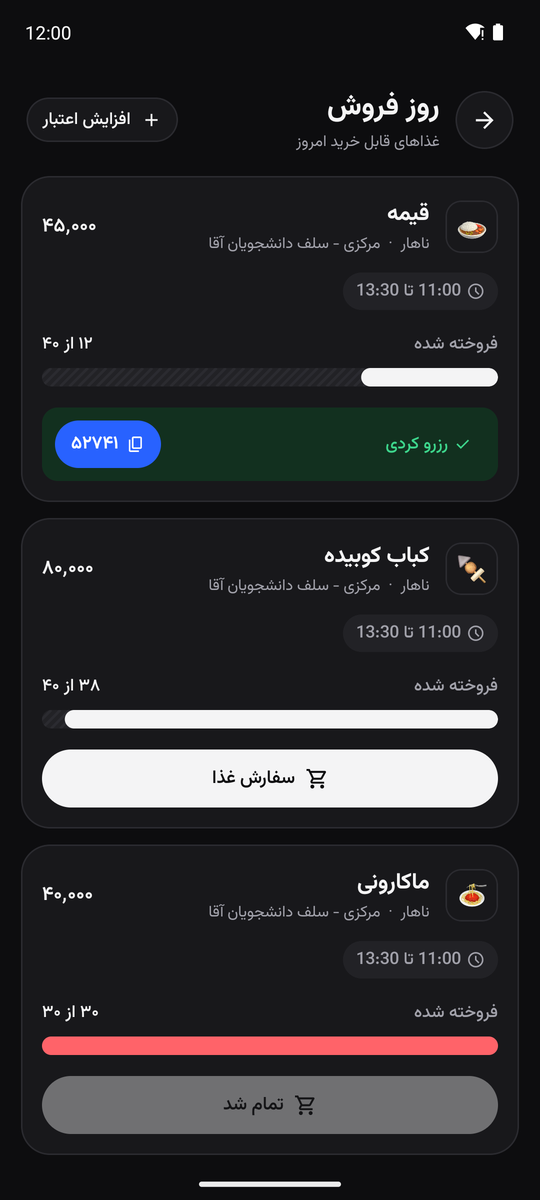 12:00
روز فروش
غذاهای قابل خرید امروز
افزایش اعتبار
قیمه
ناهار · مرکزی - سلف دانشجویان آقا
۴۵,۰۰۰
11:00 تا 13:30
فروخته شده
۱۲ از ۴۰
رزرو کردی
۵۲۷۴۱
کباب کوبیده
ناهار · مرکزی - سلف دانشجویان آقا
۸۰,۰۰۰
11:00 تا 13:30
فروخته شده
۳۸ از ۴۰
سفارش غذا
ماکارونی
ناهار · مرکزی - سلف دانشجویان آقا
۴۰,۰۰۰
11:00 تا 13:30
فروخته شده
۳۰ از ۳۰
تمام شد